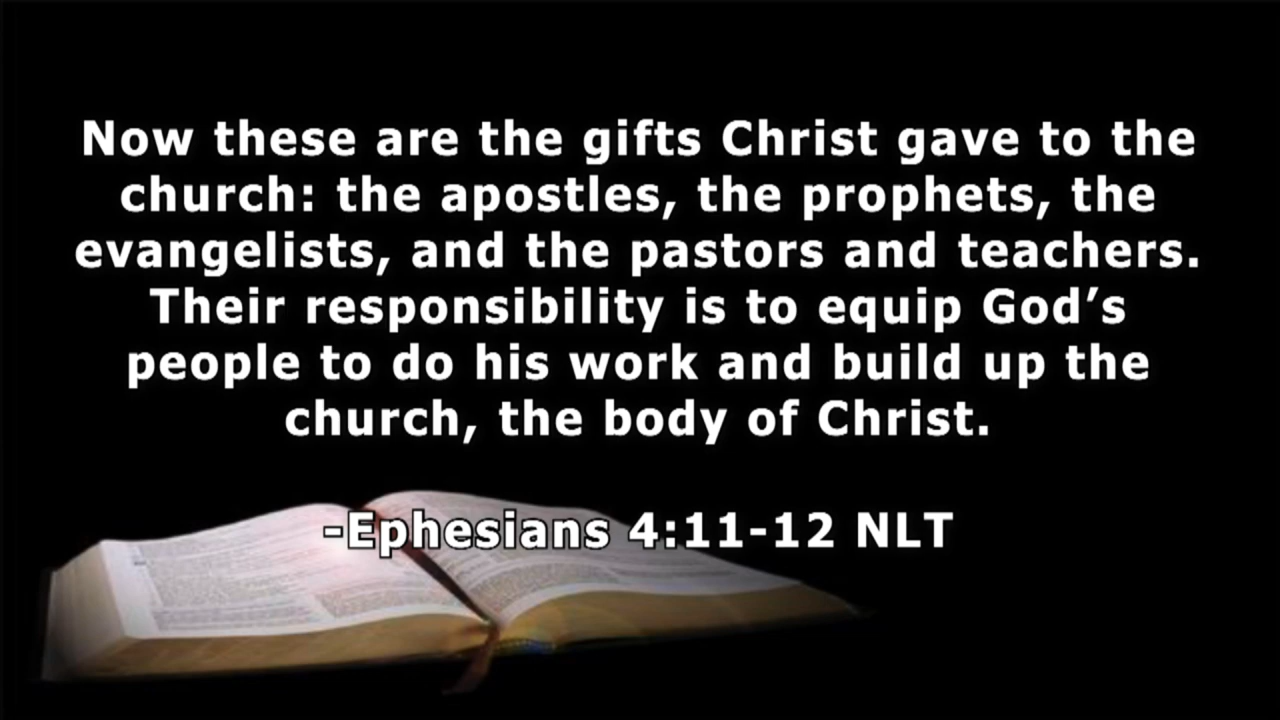 Now these are the gifts Christ gave to the
church: the apostles, the prophets, the
evangelists, and the pastors and teachers.
Their responsibility is to equip God’s
people to do his work and build up the
church, the body of Christ.
-Ephesians 4:11-12 NLT